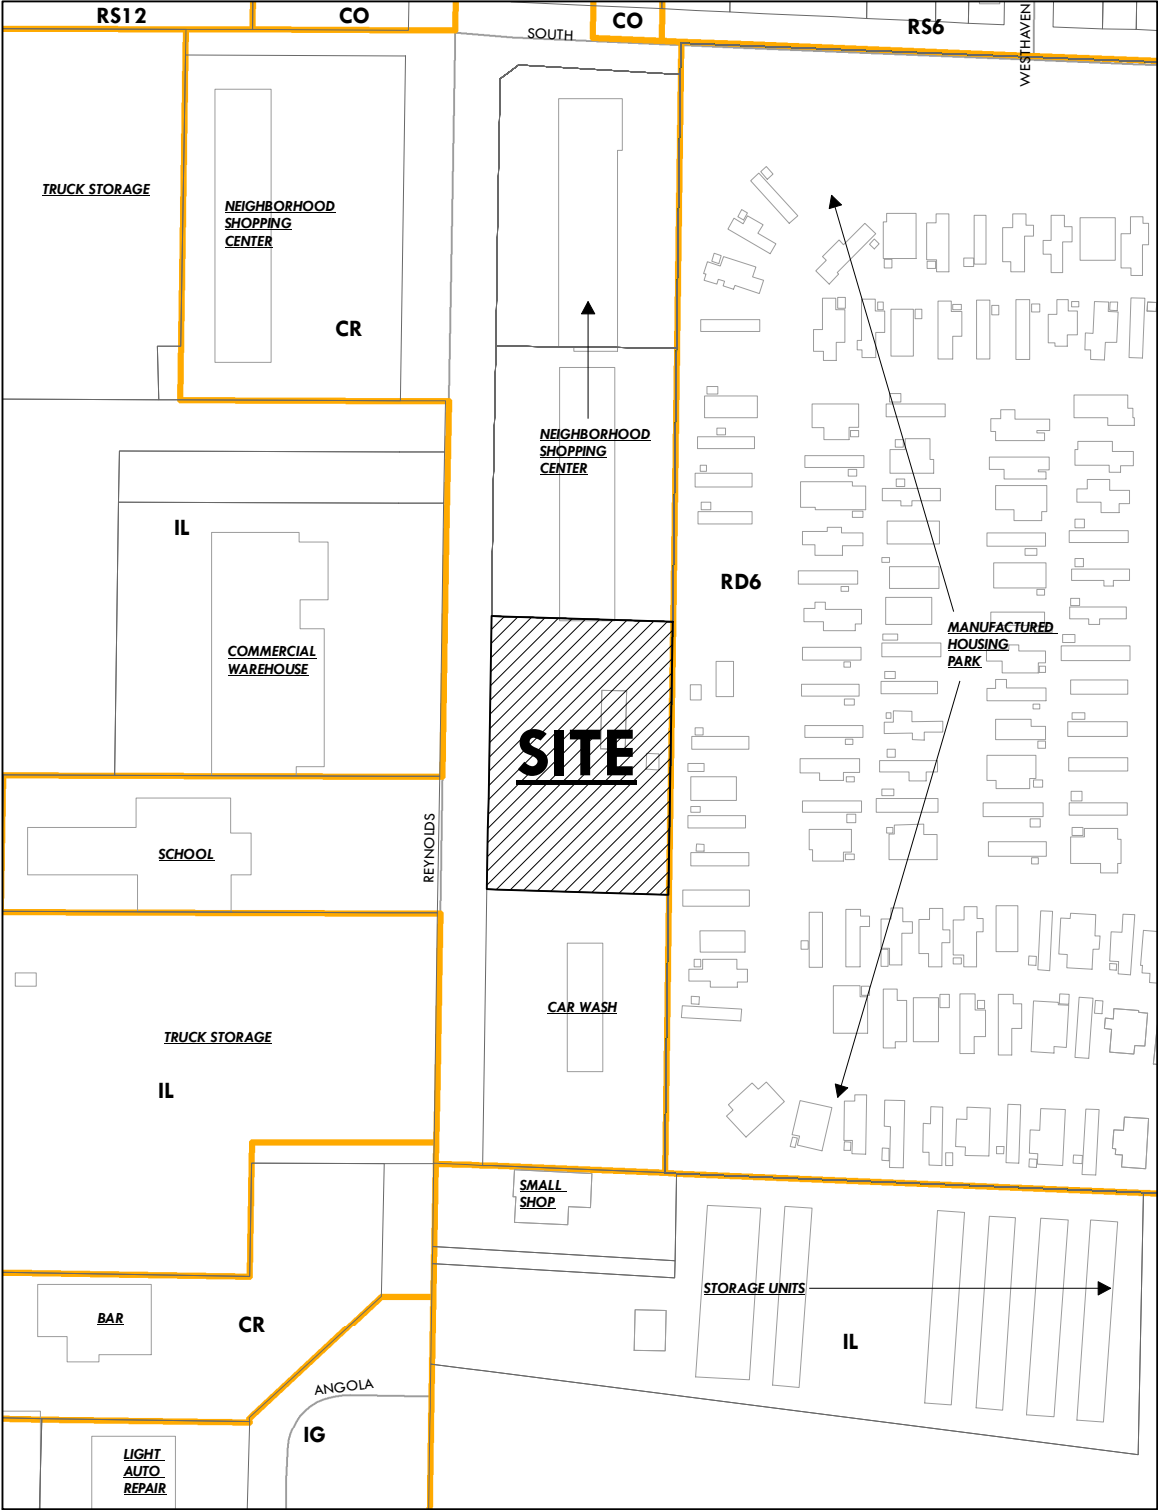 RS12
CO
CO
RS6
SOUTH
WESTHAVEN
TRUCK STORAGE
NEIGHBORHOOD
SHOPPING
CENTER
CR
NEIGHBORHOOD
SHOPPING
CENTER
IL
RD6
COMMERCIAL
WAREHOUSE
MANUFACTURED
HOUSING
PARK
SITE
REYNOLDS
SCHOOL
CAR WASH
TRUCK STORAGE
IL
SMALL
SHOP
STORAGE UNITS
BAR
CR
IL
ANGOLA
IG
LIGHT
AUTO
REPAIR